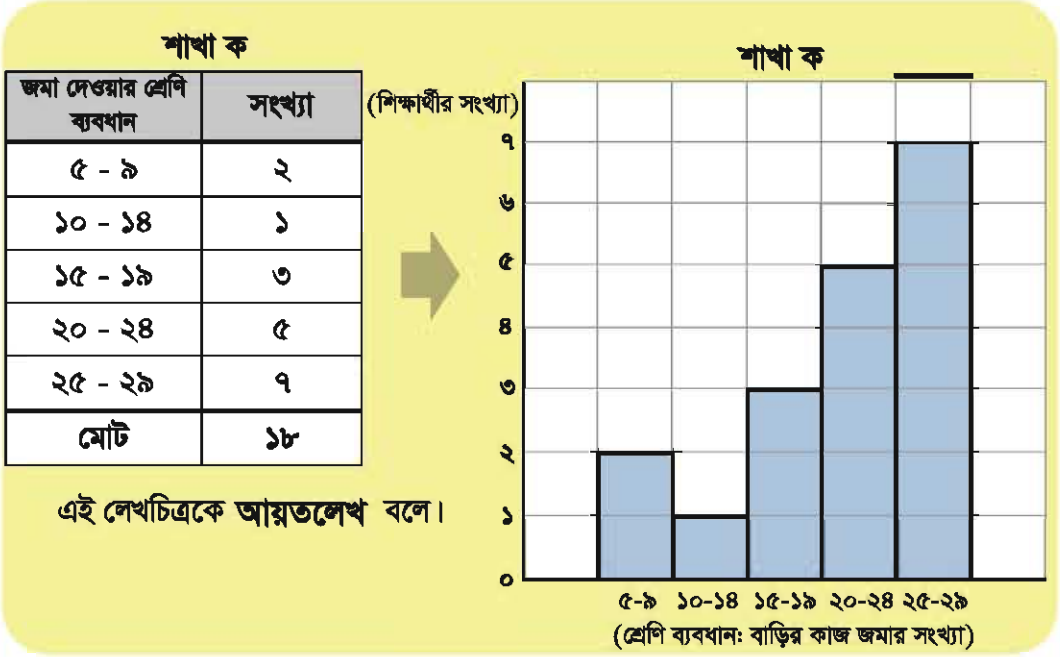 শাখা ক
জমা দেওয়ার শ্রেণি ব্যবধান সংখ্যা
৫ - ৯ ২
১০ - ১৪ ১
১৫ - ১৯ ৩
২০ - ২৪ ৫
২৫ - ২৯ ৭
মোট ১৮
এই লেখচিত্রকে আয়তলেখ বলে।
শাখা ক
(শিক্ষার্থীর সংখ্যা)
৭
৬
৫
৪
৩
২
১
০
৫-৯ ১০-১৪ ১৫-১৯ ২০-২৪ ২৫-২৯
(শ্রেণি ব্যবধান: বাড়ির কাজ জমার সংখ্যা)